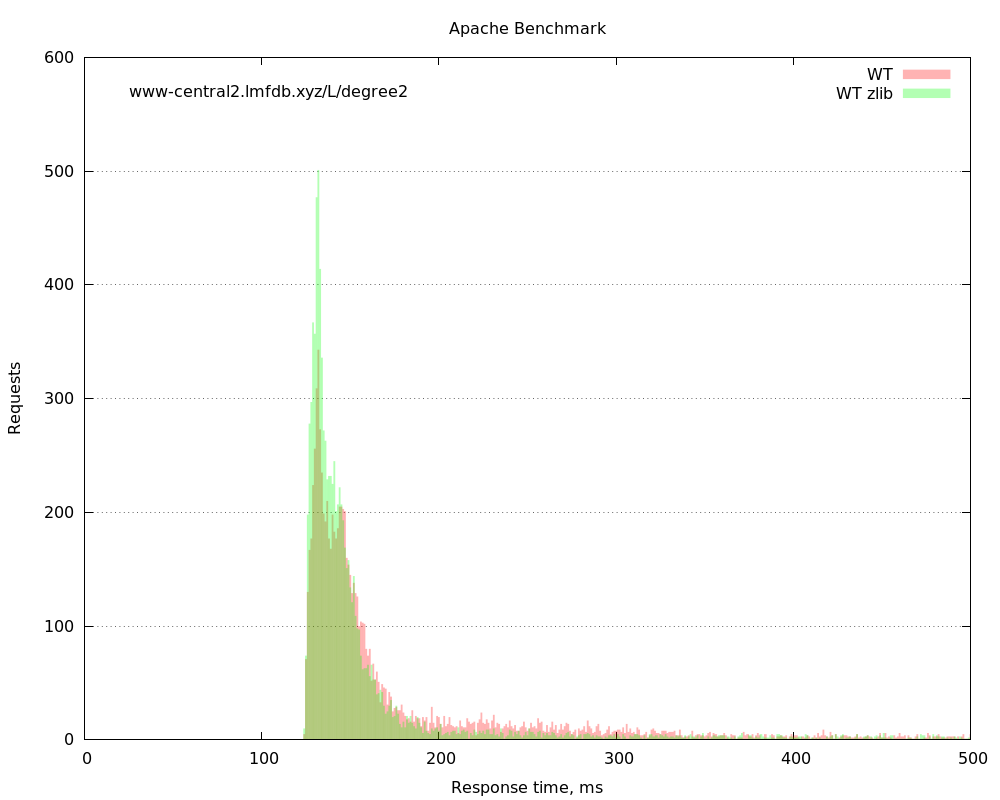 Apache Benchmark
600
500
400
300
200
100
0
Requests
www-central2.lmfdb.xyz/L/degree2
WT
WT zlib
0 100 200 300 400 500
Response time, ms